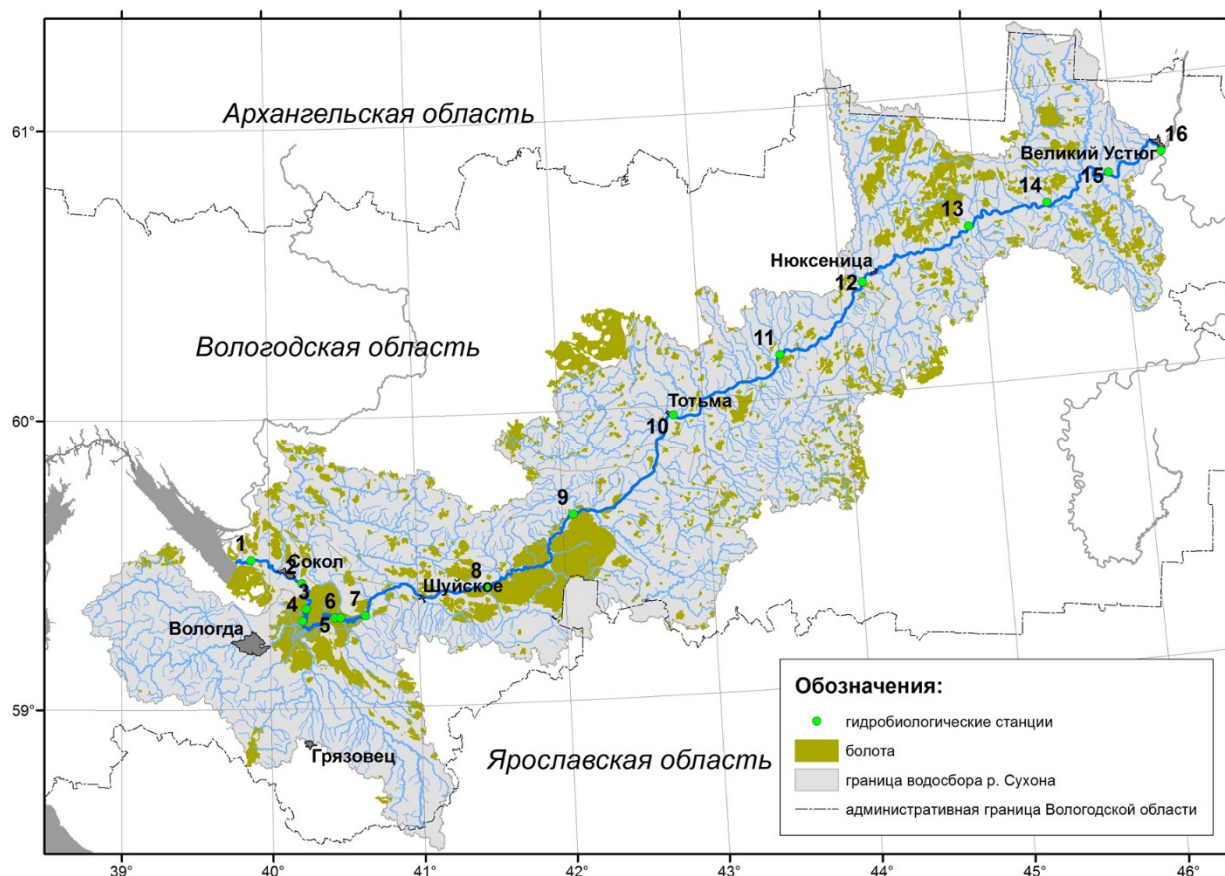 Архангельская область
61°
16
Великий Устюг
15
14
13
Нюксеница
12
Вологодская область
11
Тотьма
60°
10
9
1
2
Сокол
8
3
Шуйское
4
6
7
5
Вологда
59°
Грязовец
Ярославская область
Обозначения:
гидробиологические станции
болота
граница водосбора р. Сухона
административная граница Вологодской области
39°
40°
41°
42°
43°
44°
45°
46°